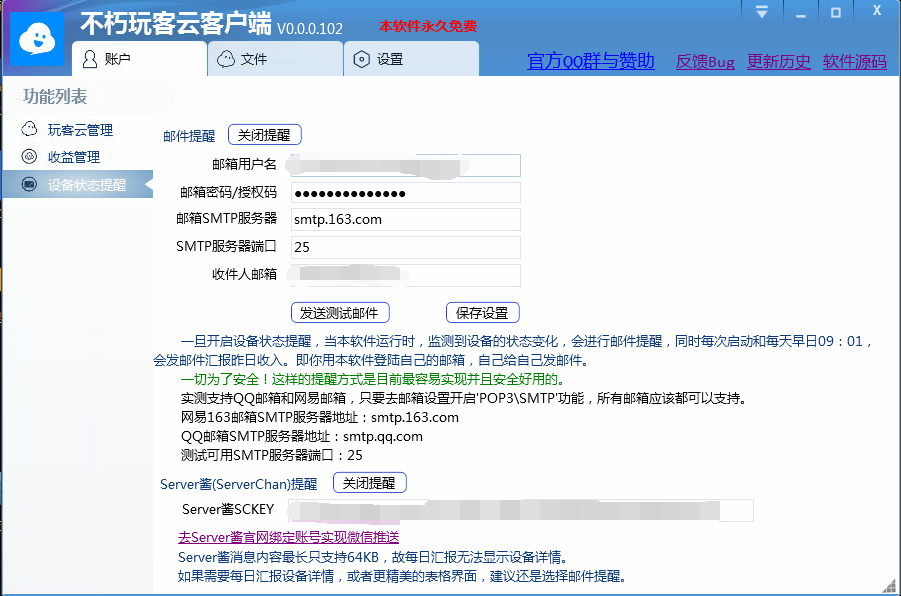 不朽玩客云客户端 V0.0.0.102 本软件永久免费
X
账户 文件 设置
官方QQ群与赞助 反馈Bug 更新历史 软件源码
功能列表
玩客云管理
收益管理
设备状态提醒
邮件提醒 关闭提醒
邮箱用户名
邮箱密码/授权码 ●●●●●●●●●●●●●●
邮箱SMTP服务器 smtp.163.com
SMTP服务器端口 25
收件人邮箱
发送测试邮件 保存设置
一旦开启设备状态提醒，当本软件运行时，监测到设备的状态变化，会进行邮件提醒，同时每次启动和每天早日09：01，
会发邮件汇报昨日收入。即你用本软件登陆自己的邮箱，自己给自己发邮件。
一切为了安全！这样的提醒方式是目前最容易实现并且安全好用的。
实测支持QQ邮箱和网易邮箱，只要去邮箱设置开启'POP3\SMTP'功能，所有邮箱应该都可以支持。
网易163邮箱SMTP服务器地址：smtp.163.com
QQ邮箱SMTP服务器地址：smtp.qq.com
测试可用SMTP服务器端口：25
Server酱(ServerChan)提醒 关闭提醒
Server酱SCKEY
去Server酱官网绑定账号实现微信推送
Server酱消息内容最长只支持64KB，故每日汇报无法显示设备详情。
如果需要每日汇报设备详情，或者更精美的表格界面，建议还是选择邮件提醒。